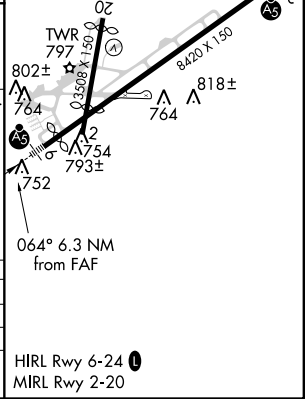 20
A5
TWR
797
8420 X 150
3508 X 150
V
802±
764
818±
764
A5
2
6
754
793±
752
064° 6.3 NM
from FAF
HIRL Rwy 6-24 L
MIRL Rwy 2-20